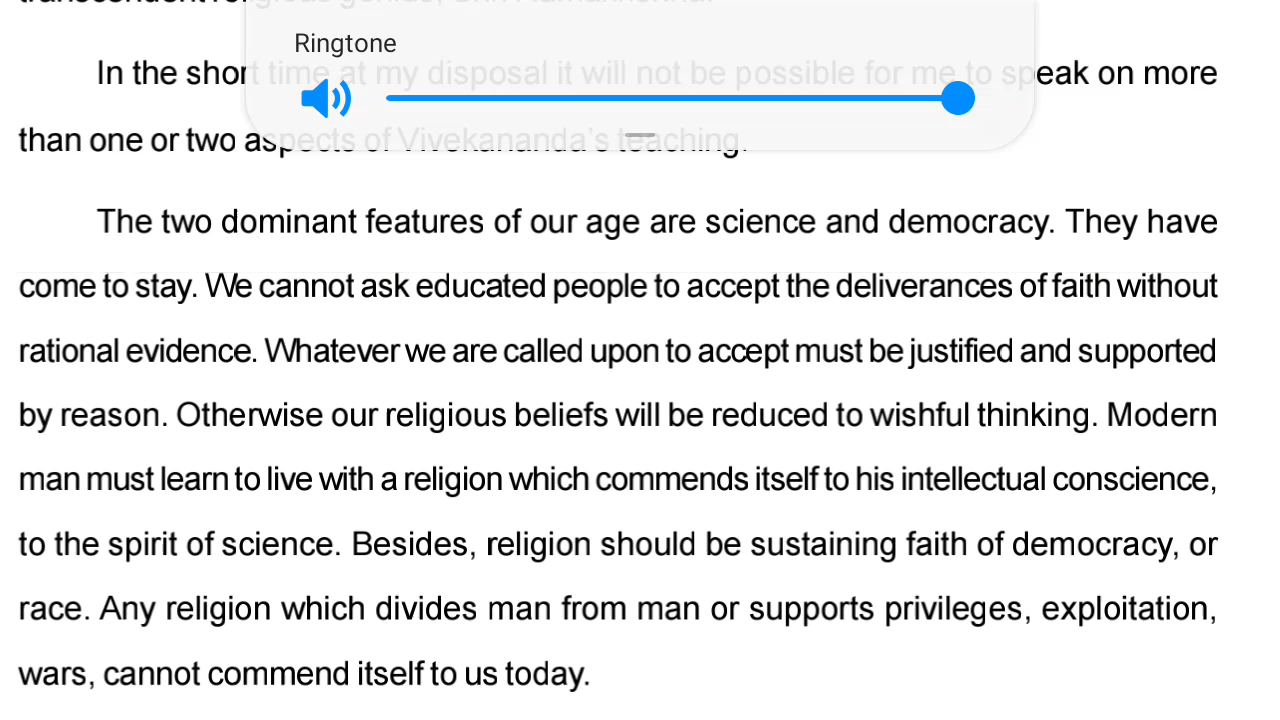 Ringtone
In the short time at my disposal it will not be possible for me to speak on more
than one or two aspects of Vivekananda's teaching.
The two dominant features of our age are science and democracy. They have
come to stay. We cannot ask educated people to accept the deliverances of faith without
rational evidence. Whatever we are called upon to accept must be justified and supported
by reason. Otherwise our religious beliefs will be reduced to wishful thinking. Modern
man must learn to live with a religion which commends itself to his intellectual conscience,
to the spirit of science. Besides, religion should be sustaining faith of democracy, or
race. Any religion which divides man from man or supports privileges, exploitation,
wars, cannot commend itself to us today.